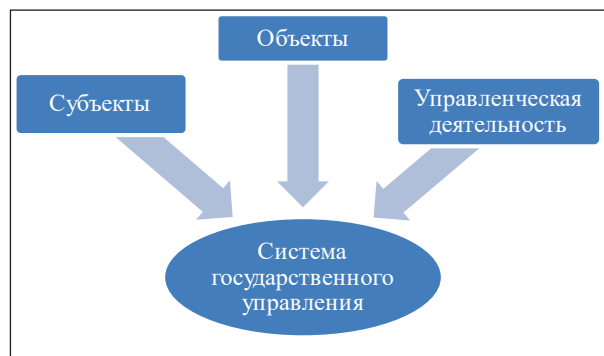 Объекты
Субъекты
Управленческая
деятельность
Система
государственного
управления